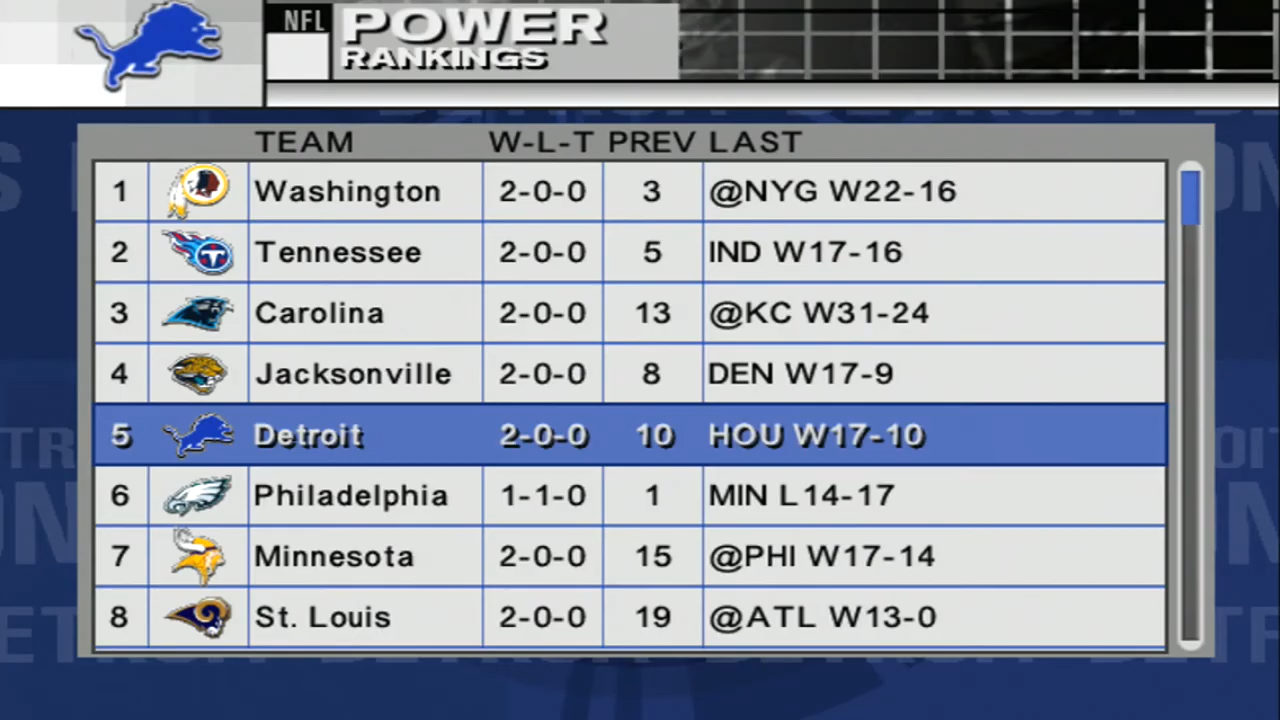 NFL POWER
RANKINGS
TEAM W-L-T PREV LAST
1 Washington 2-0-0 3 @NYG W22-16
2 Tennessee 2-0-0 5 IND W17-16
3 Carolina 2-0-0 13 @KC W31-24
4 Jacksonville 2-0-0 8 DEN W17-9
5 Detroit 2-0-0 10 HOU W17-10
6 Philadelphia 1-1-0 1 MIN L14-17
7 Minnesota 2-0-0 15 @PHI W17-14
8 St. Louis 2-0-0 19 @ATL W13-0